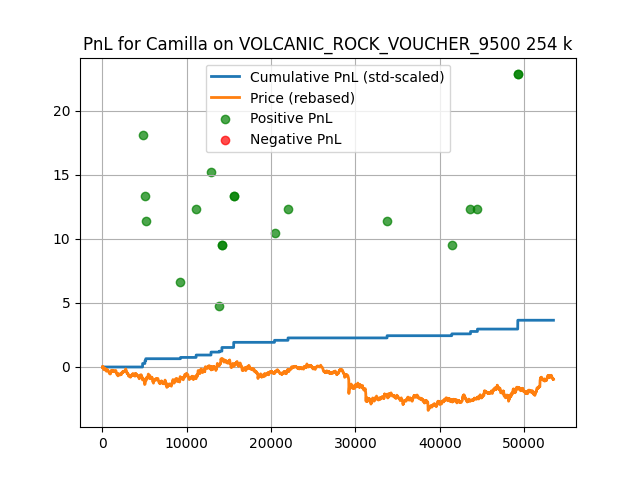 PnL for Camilla on VOLCANIC_ROCK_VOUCHER_9500 254 k
Cumulative PnL (std-scaled)
Price (rebased)
Positive PnL
Negative PnL
20
15
10
5
0
0 10000 20000 30000 40000 50000